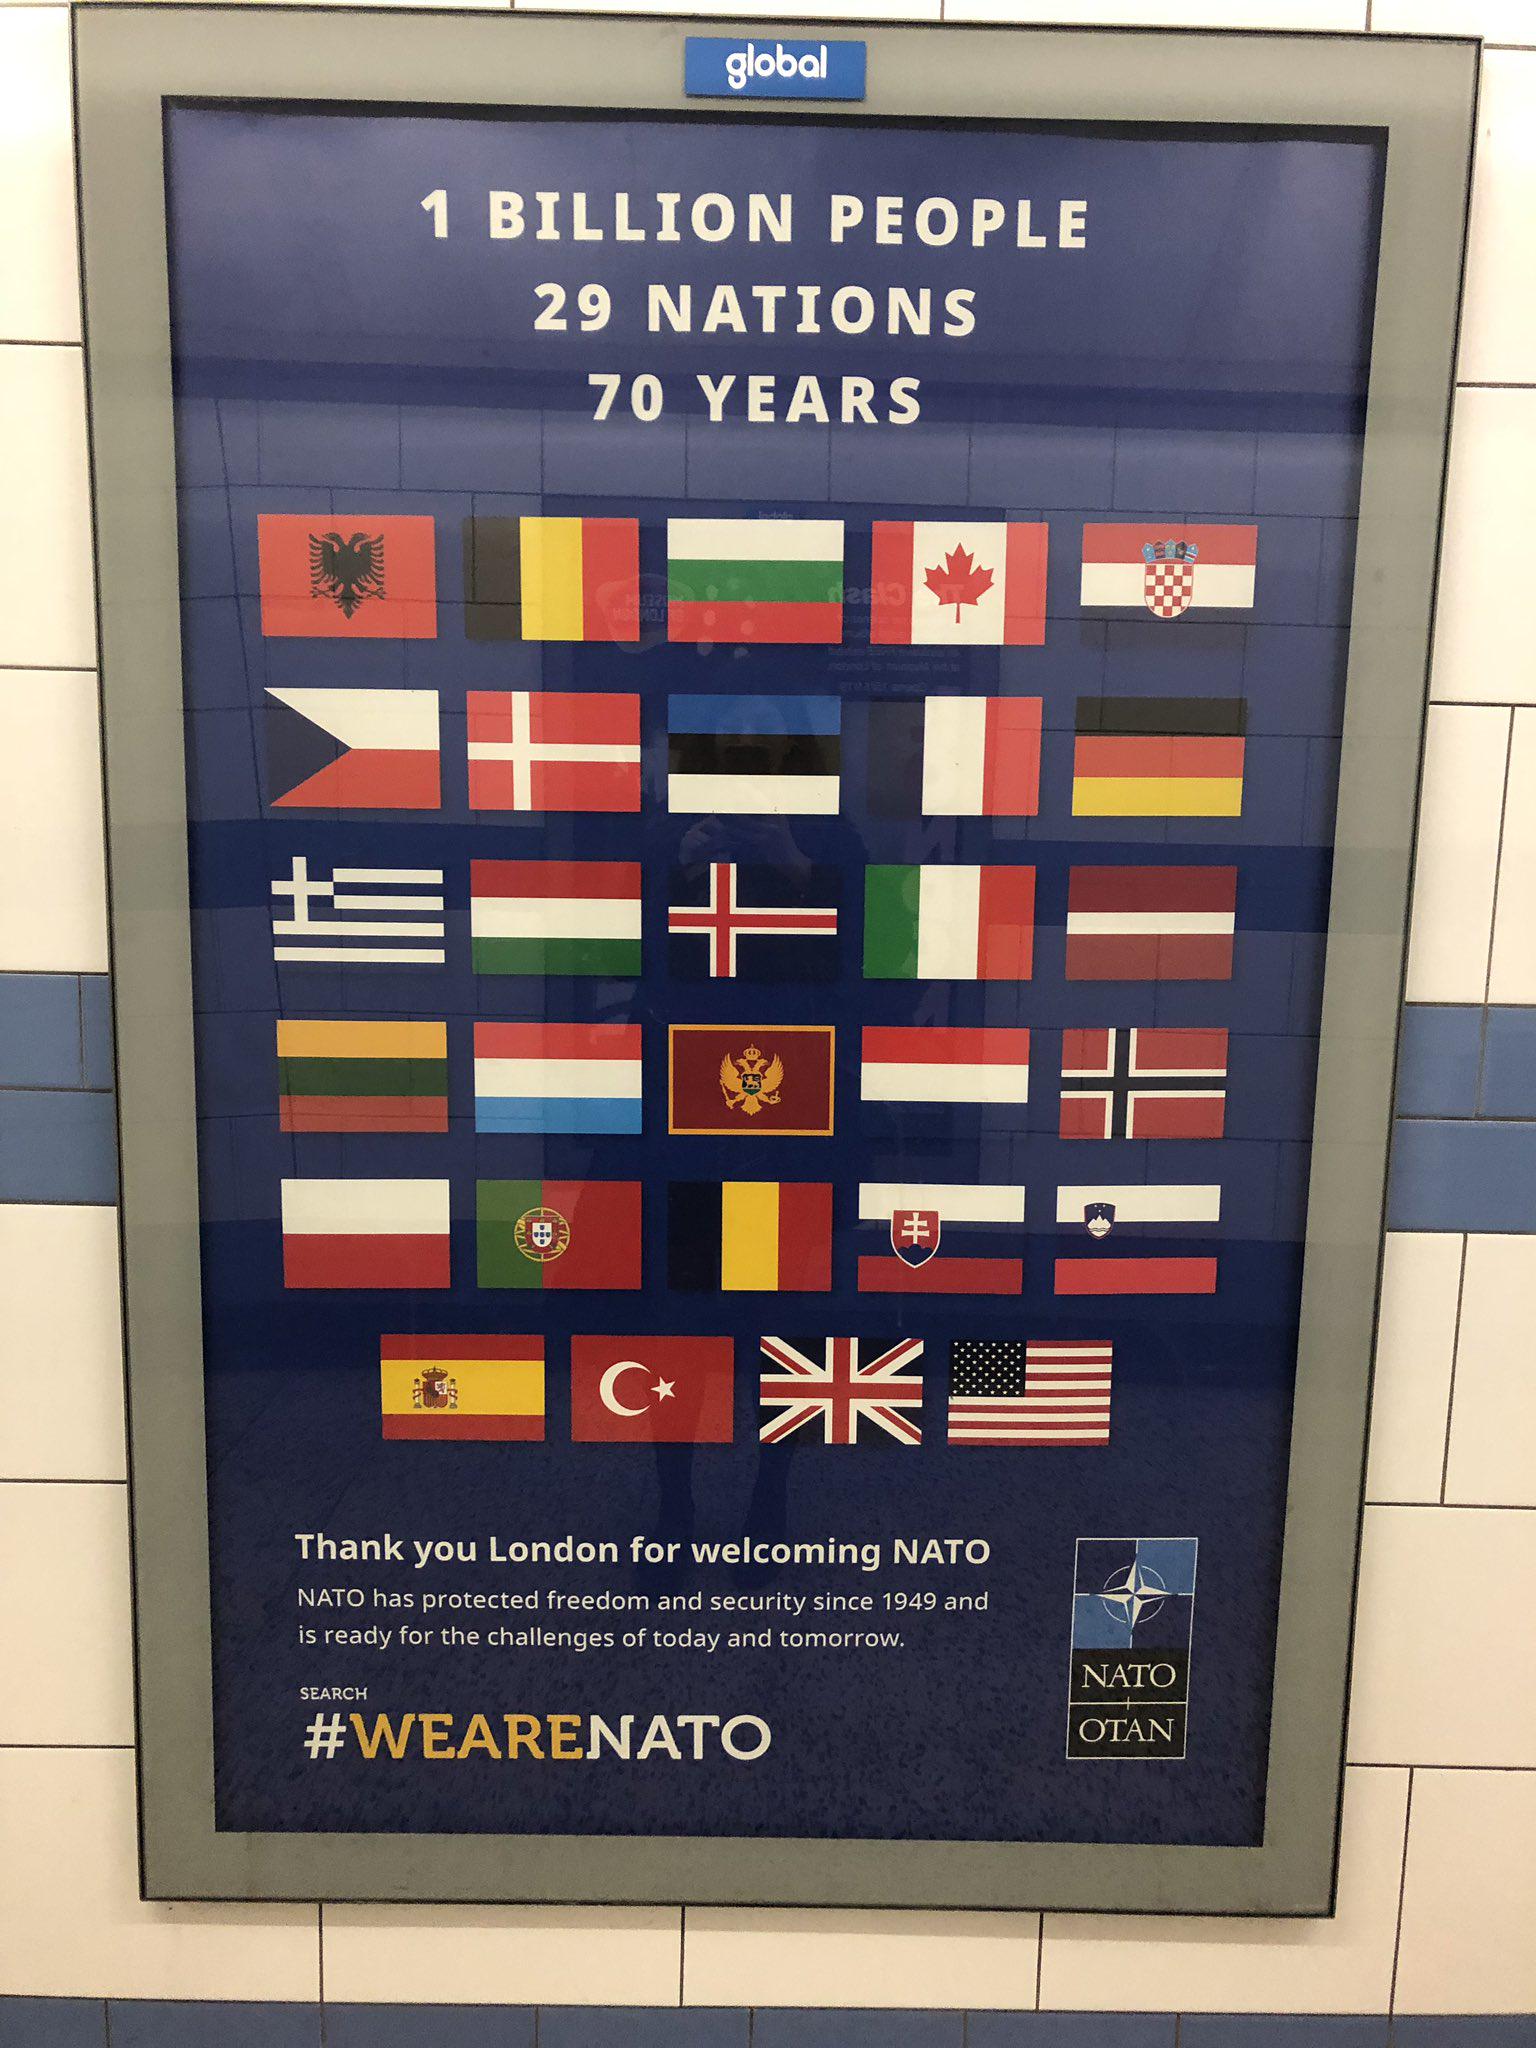 global
1 BILLION PEOPLE
29 NATIONS
70 YEARS
Thank you London for welcoming NATO
NATO has protected freedom and security since 1949 and
is ready for the challenges of today and tomorrow.
SEARCH
#WEARENATO
NATO
OTAN